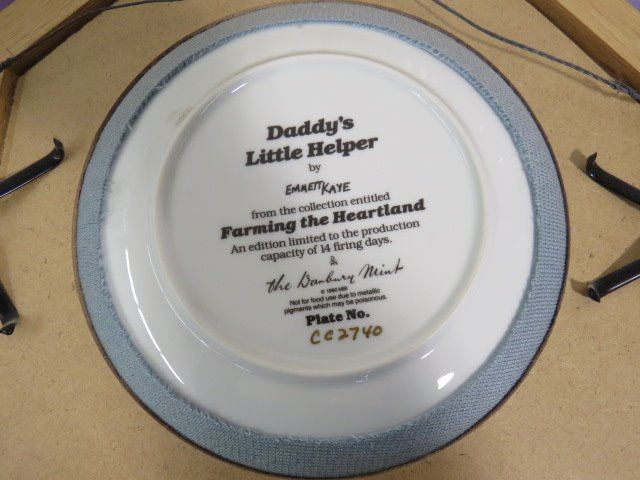 Daddy's
Little Helper
by
EMMETT KAYE
from the collection entitled
Farming the Heartland
An edition limited to the production
capacity of 14 firing days.
the Danbury Mint
Not for food use due to metallic
pigments which may be poisonous.
Plate No.
CC2740